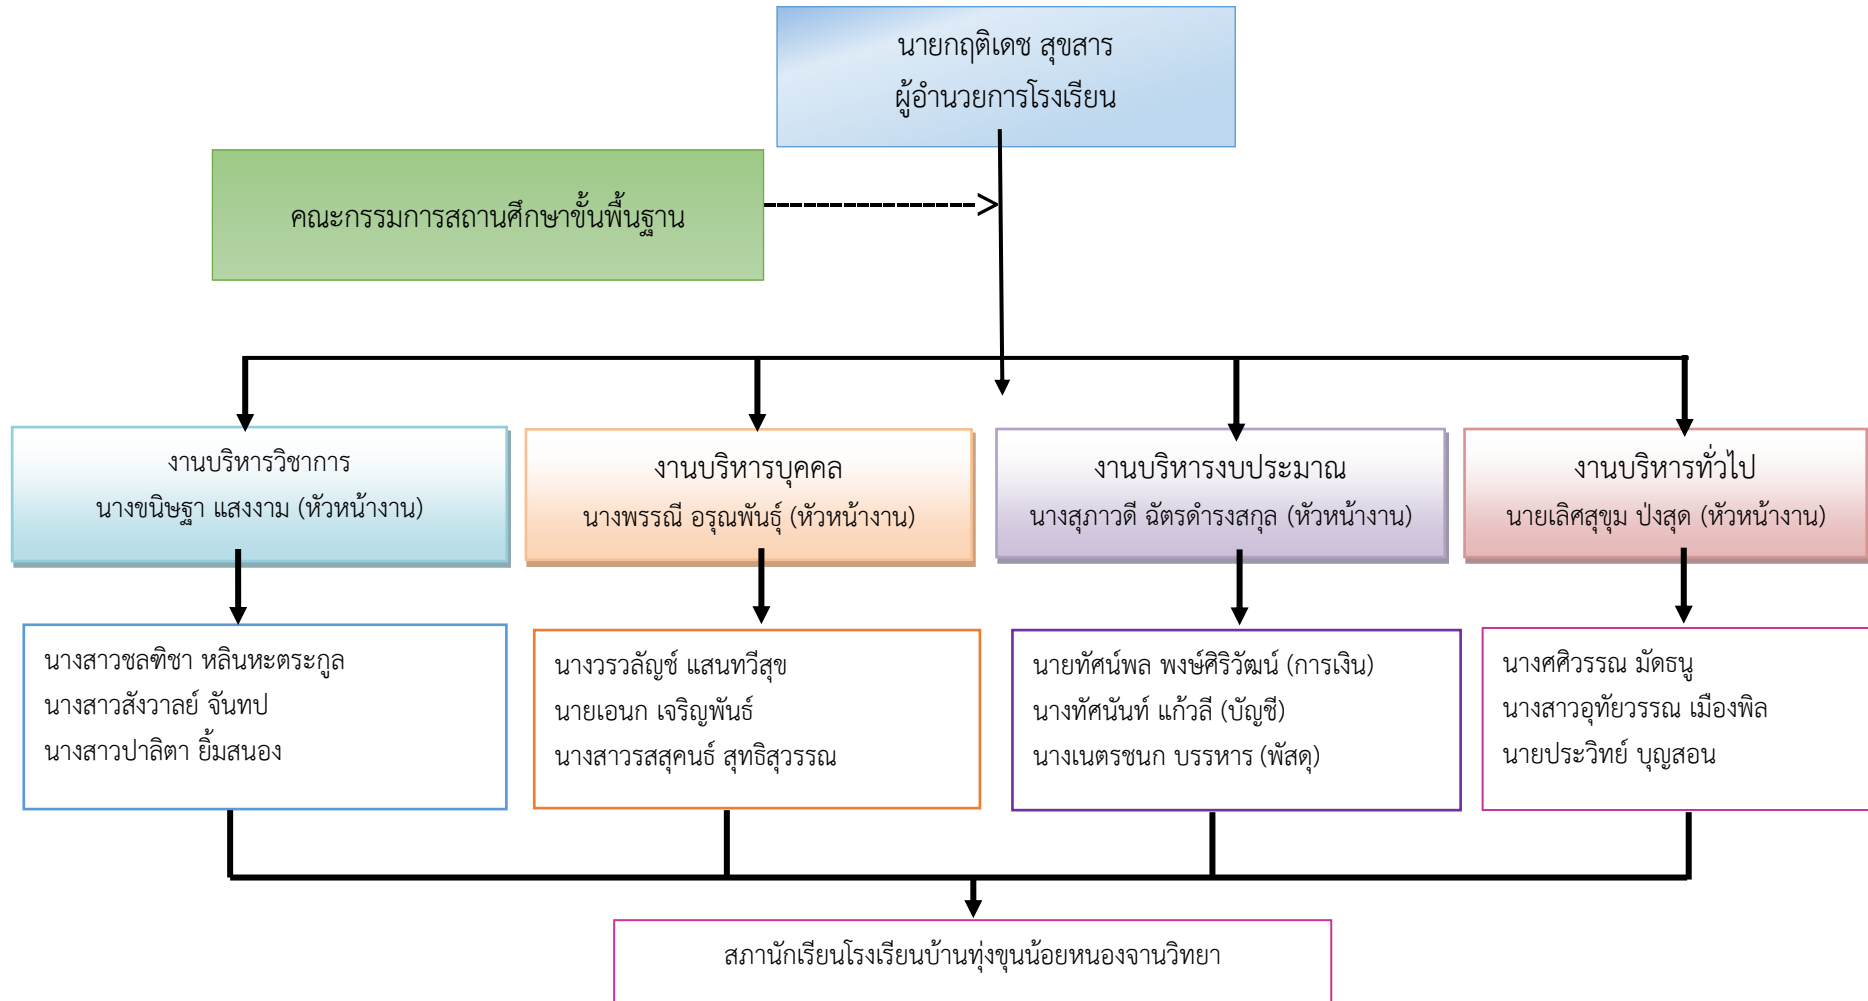 นายกฤติเดช สุขสาร
ผู้อำนวยการโรงเรียน
คณะกรรมการสถานศึกษาขั้นพื้นฐาน
งานบริหารวิชาการ
นางขนิษฐา แสงงาม (หัวหน้างาน)
งานบริหารบุคคล
นางพรรณี อรุณพันธุ์ (หัวหน้างาน)
งานบริหารงบประมาณ
นางสุภาวดี ฉัตรดำรงสกุล (หัวหน้างาน)
งานบริหารทั่วไป
นายเลิศสุขุม ปงสุด (หัวหน้างาน)
นางสาวชลฑิชา หลินหะตระกูล
นางสาวสังวาลย์ จันทป
นางสาวปาลิตา ยิ้มสนอง
นางวรวลัญช์ แสนทวีสุข
นายเอนก เจริญพันธ์
นางสาวรสสุคนธ์ สุทธิสุวรรณ
นายทัศน์พล พงษ์ศิริวัฒน์ (การเงิน)
นางทัศนันท์ แก้วลี (บัญชี)
นางเนตรชนก บรรหาร (พัสดุ)
นางศศิวรรณ มัดธนู
นางสาวอุทัยวรรณ เมืองพิล
นายประวิทย์ บุญสอน
สภานักเรียนโรงเรียนบ้านทุ่งขุนน้อยหนองจานวิทยา